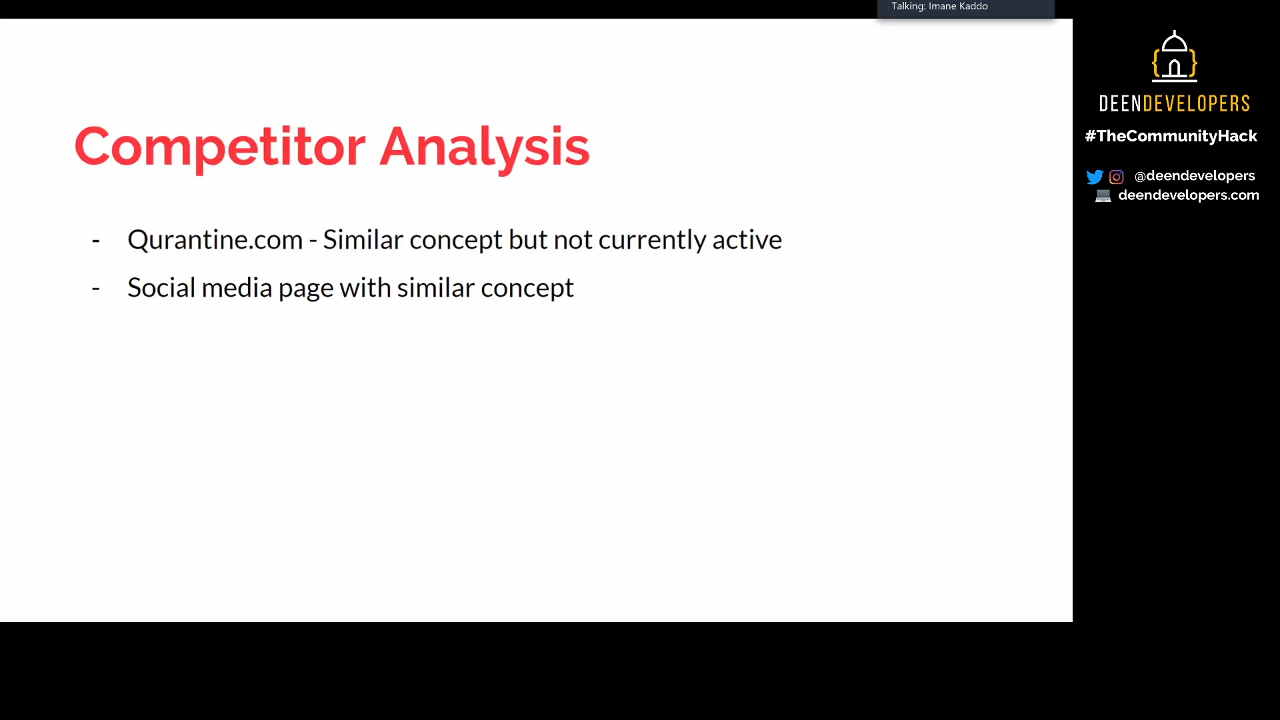 Talking: Imane Kaddo
Competitor Analysis
- Qurantine.com - Similar concept but not currently active
- Social media page with similar concept
DEENDEVELOPERS
#TheCommunityHack
@deendevelopers
deendevelopers.com